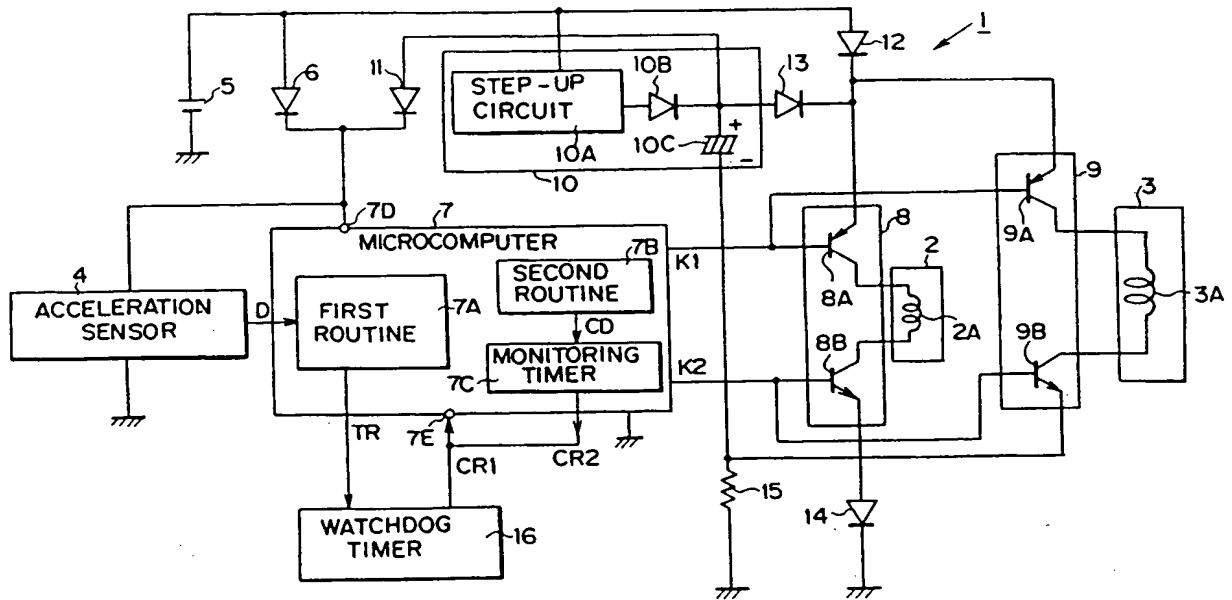 1
12
6
11
13
10B
5
STEP-UP
CIRCUIT
10A
+
10C
-
10
9
3
7D
7
MICROCOMPUTER
8
9A
K1
7B
2
SECOND
ROUTINE
8A
3A
4
ACCELERATION
SENSOR
D
7A
FIRST
ROUTINE
CD
2A
8B
9B
MONITORING
TIMER
7C
K2
7E
TR
CR1
CR2
15
14
WATCHDOG
TIMER
16